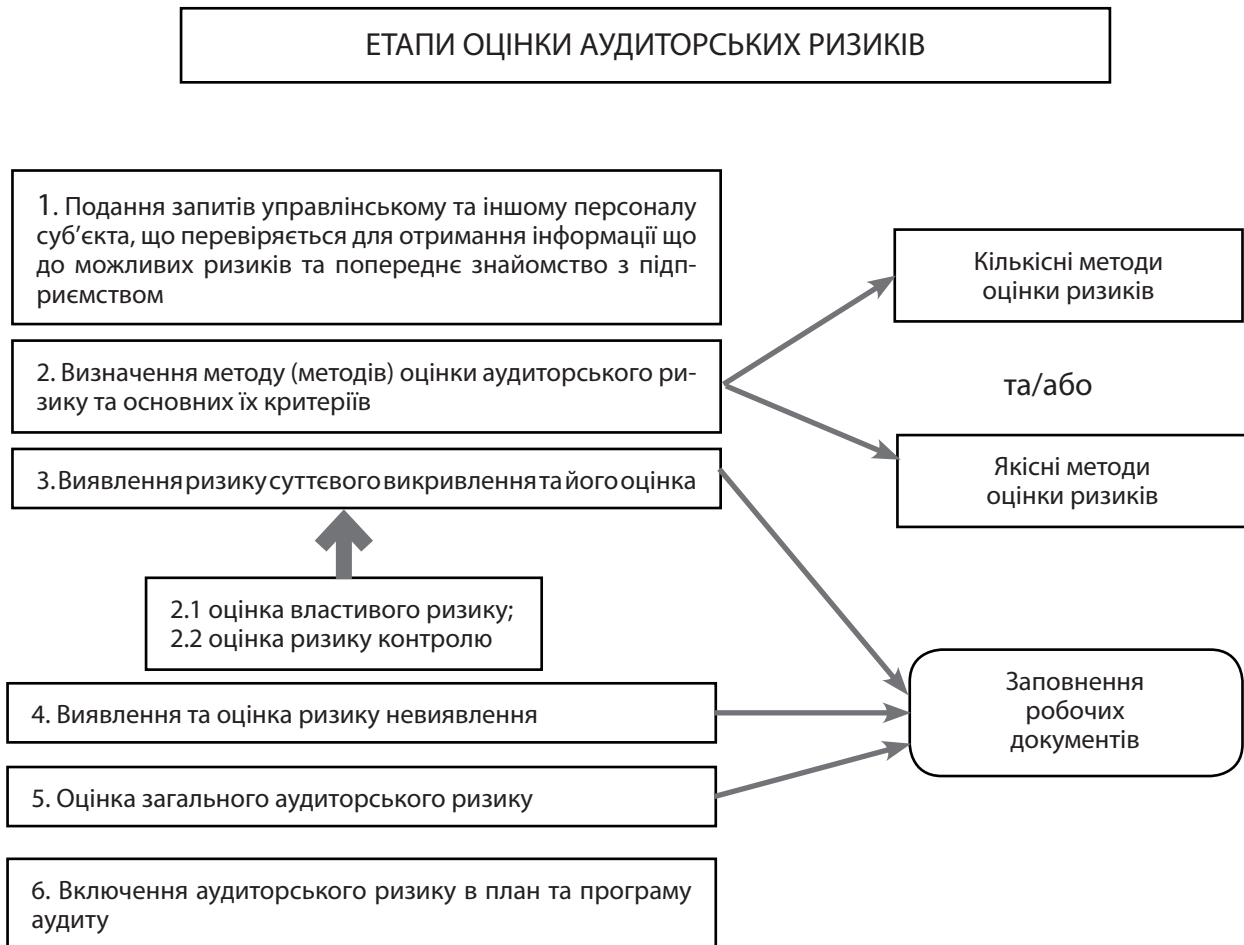 ЕТАПИ ОЦІНКИ АУДИТОРСЬКИХ РИЗИКІВ
1. Подання запитів управлінському та іншому персоналу
суб’єкта, що перевіряється для отримання інформації що
до можливих ризиків та попереднє знайомство з підп-
риємством
Кількісні методи
оцінки ризиків
2. Визначення методу (методів) оцінки аудиторського ри-
зику та основних їх критеріїв
та/або
3. Виявлення ризику суттєвого викривлення та його оцінка
Якісні методи
оцінки ризиків
2.1 оцінка властивого ризику;
2.2 оцінка ризику контролю
4. Виявлення та оцінка ризику невиявлення
Заповнення
робочих
документів
5. Оцінка загального аудиторського ризику
6. Включення аудиторського ризику в план та програму
аудиту